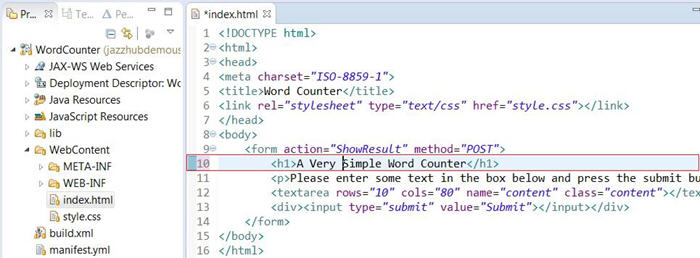 Pr...
Te...
WordCounter (jazzhubdemous
JAX-WS Web Services
Deployment Descriptor: Wo
Java Resources
JavaScript Resources
lib
WebContent
META-INF
WEB-INF
index.html
style.css
build.xml
manifest.yml
*index.html
1 <!DOCTYPE html>
2 <html>
3 <head>
4 <meta charset="ISO-8859-1">
5 <title>Word Counter</title>
6 <link rel="stylesheet" type="text/css" href="style.css"></link>
7 </head>
8 <body>
9 <form action="ShowResult" method="POST">
10 <h1>A Very Simple Word Counter</h1>
11 <p>Please enter some text in the box below and press the submit bu
12 <textarea rows="10" cols="80" name="content" class="content"></tex
13 <div><input type="submit" value="Submit"></input></div>
14 </form>
15 </body>
16 </html>